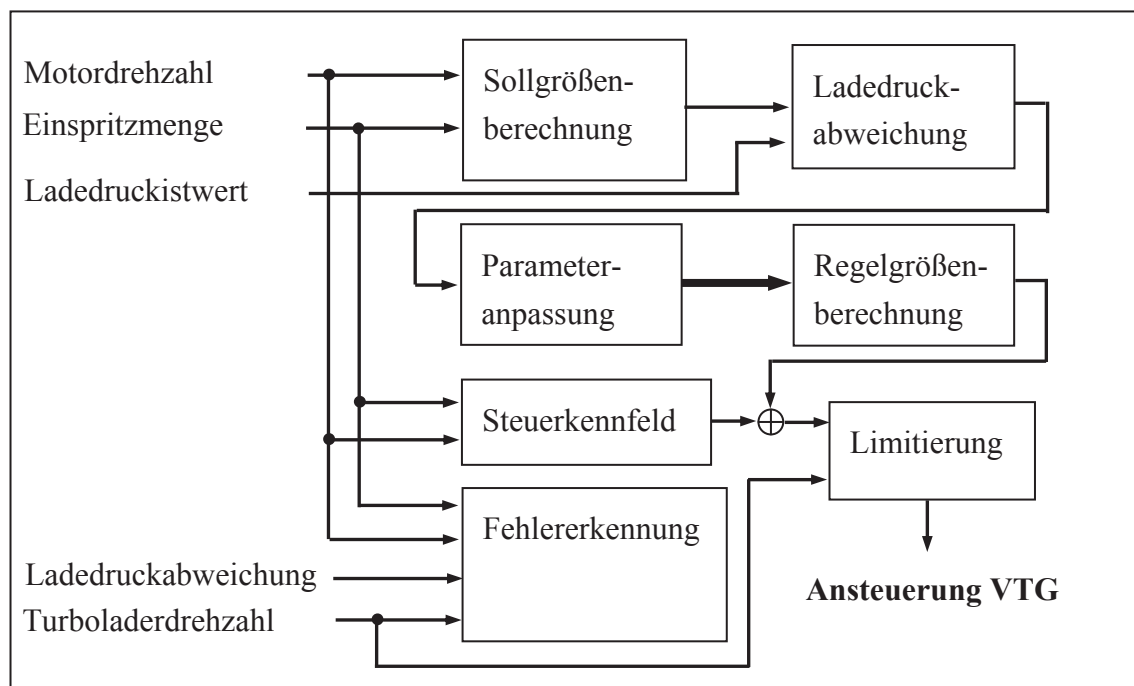 Motordrehzahl
Einspritzmenge
Ladedruckistwert
Sollgrößen-
berechnung
Ladedruck-
abweichung
Parameter-
anpassung
Regelgrößen-
berechnung
Steuerkennfeld
Limitierung
Fehlererkennung
Ladedruckabweichung
Turboladerdrehzahl
Ansteuerung VTG